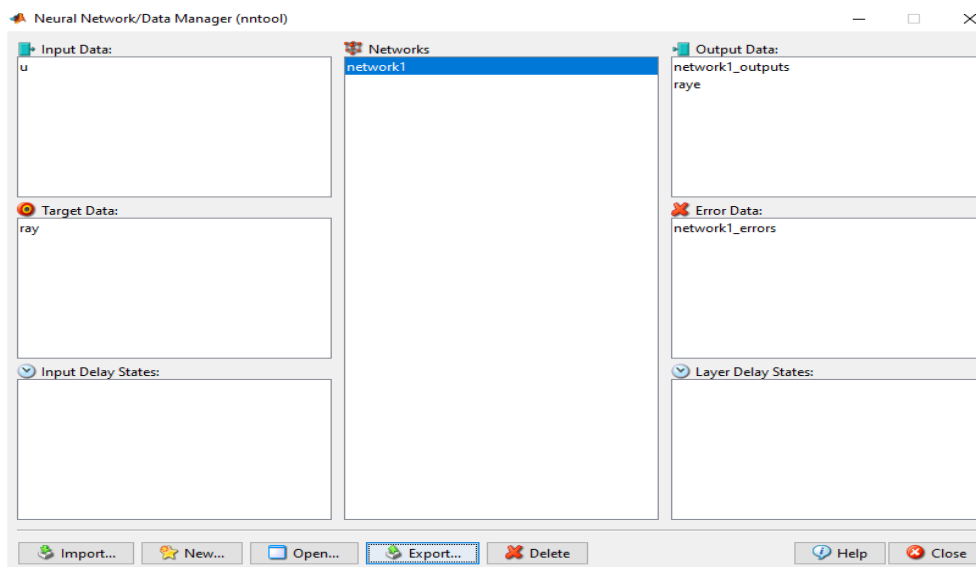 Neural Network/Data Manager (nntool)
Input Data:
u
Networks
network1
Output Data:
network1_outputs
raye
Target Data:
ray
Error Data:
network1_errors
Input Delay States:
Layer Delay States:
Import...
New...
Open...
Export...
Delete
Help
Close